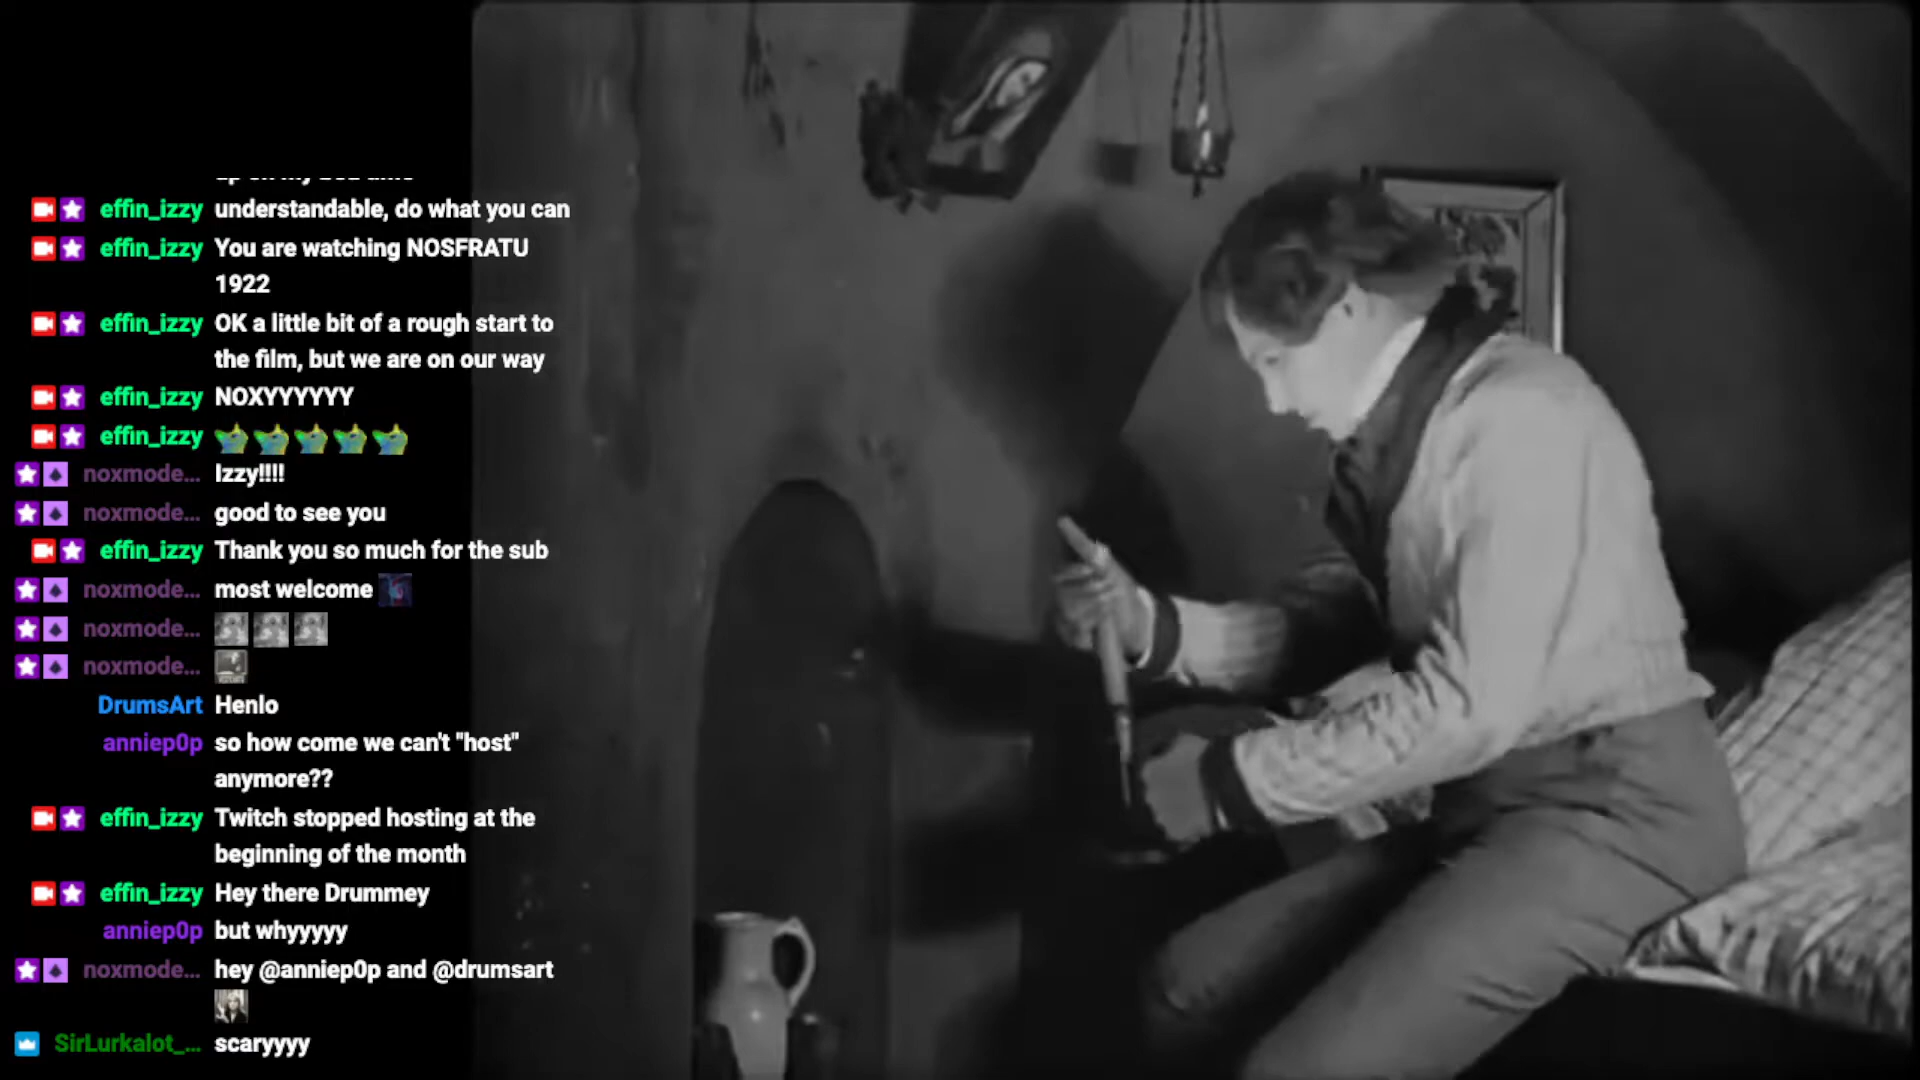 effin_izzy understandable, do what you can
effin_izzy You are watching NOSFRATU
1922
effin_izzy OK a little bit of a rough start to
the film, but we are on our way
effin_izzy NOXYYYYYY
effin_izzy
noxmode... Izzy!!!!
noxmode... good to see you
effin_izzy Thank you so much for the sub
noxmode... most welcome
noxmode...
noxmode...
DrumsArt Henlo
anniep0p so how come we can't "host"
anymore??
effin_izzy Twitch stopped hosting at the
beginning of the month
effin_izzy Hey there Drummey
anniep0p but whyyyyy
noxmode... hey @anniep0p and @drumsart
SirLurkalot_... scaryyyy